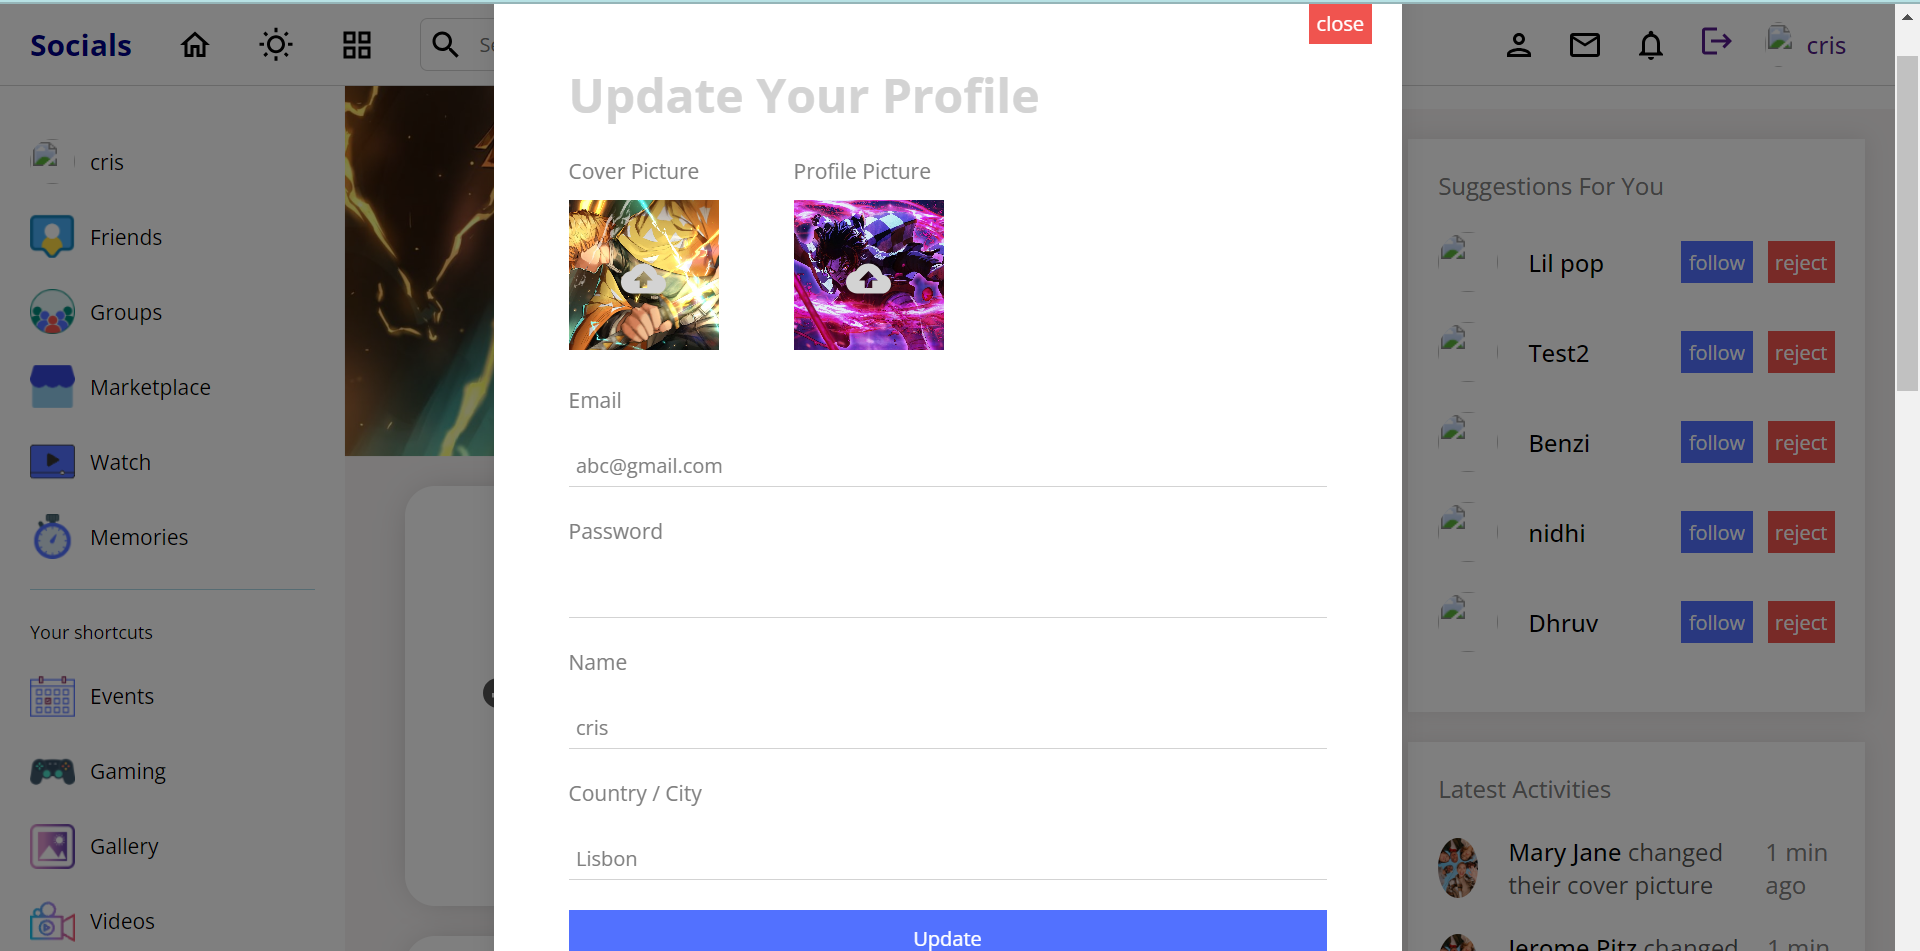 Socials
Se
cris
close
Update Your Profile
Cover Picture
Profile Picture
Email
abc@gmail.com
Password
Name
cris
Country / City
Lisbon
Update
cris
Friends
Groups
Marketplace
Watch
Memories
Your shortcuts
Events
Gaming
Gallery
Videos
Suggestions For You
Lil pop follow reject
Test2 follow reject
Benzi follow reject
nidhi follow reject
Dhruv follow reject
Latest Activities
Mary Jane changed 1 min
their cover picture ago
Jerome Pitz changed 1 min